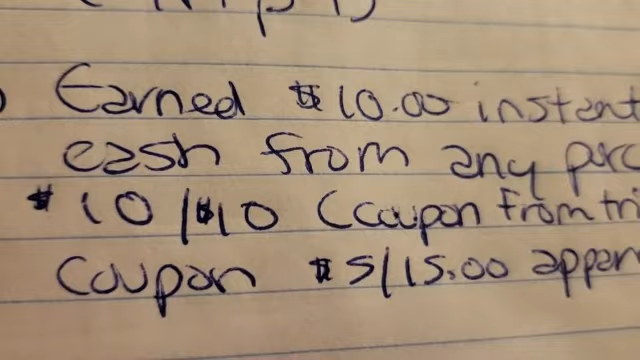 Earned $10.00 instant
cash from any
$10/$10 (coupon from
coupon $5/15.00